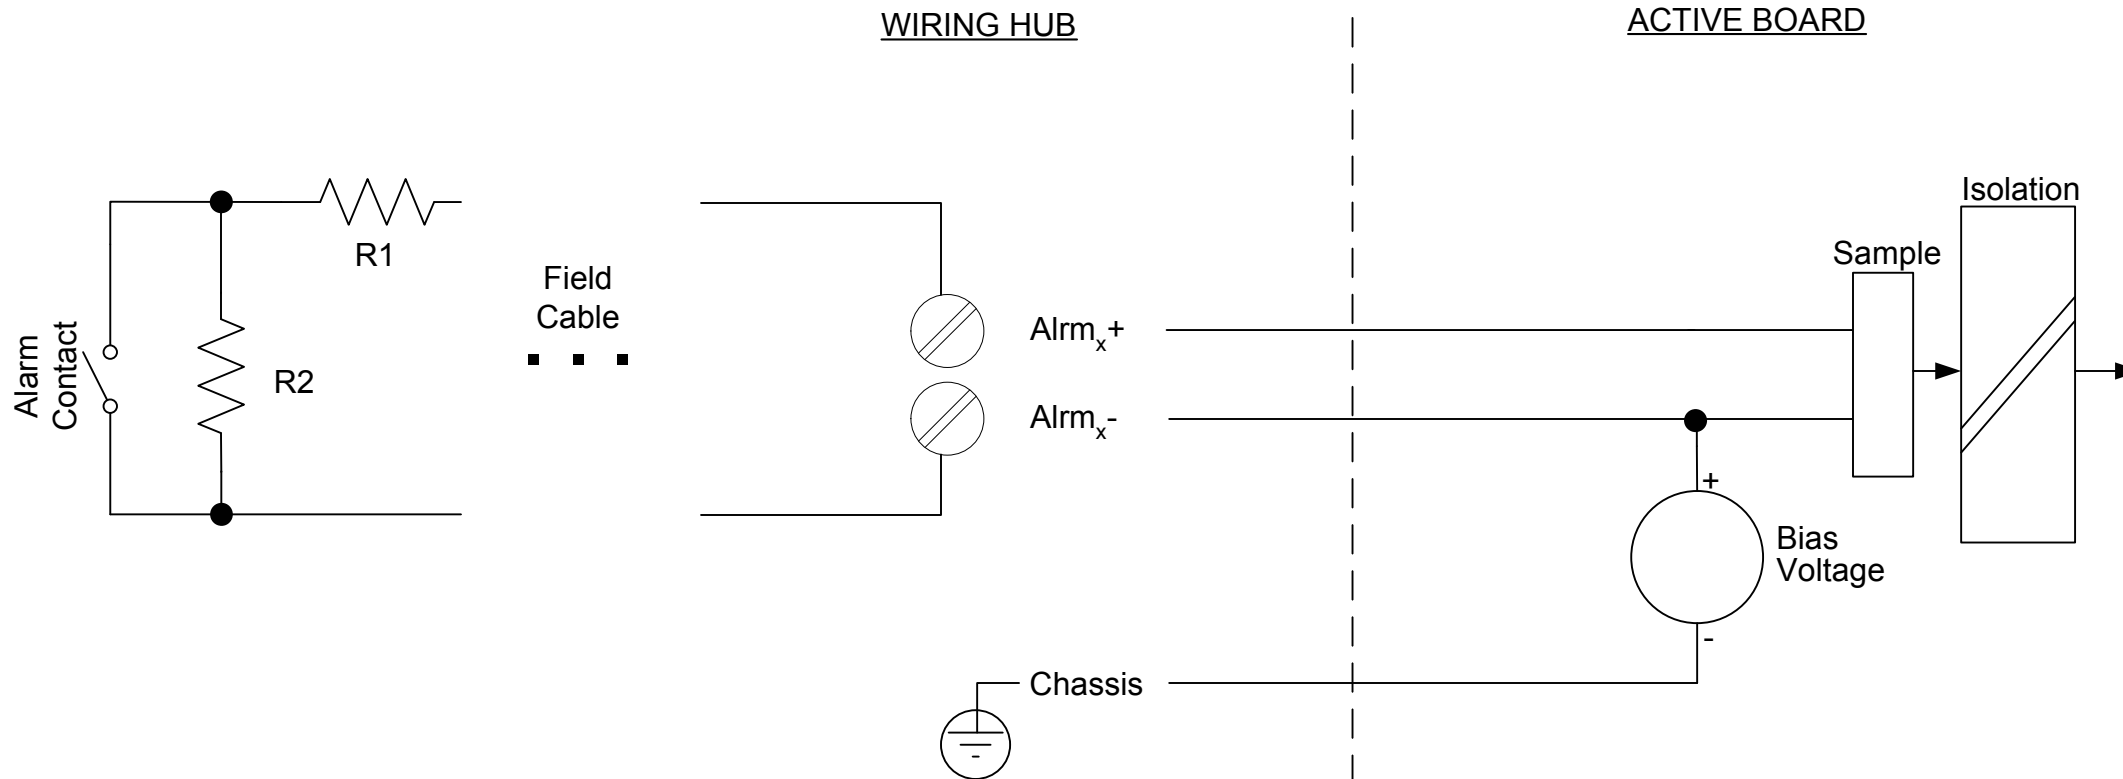 WIRING HUB
ACTIVE BOARD
Isolation
Sample
R1
Field
Cable
Alarm
Contact
R2
Alrmx+
Alrmx-
+
Bias
Voltage
-
Chassis